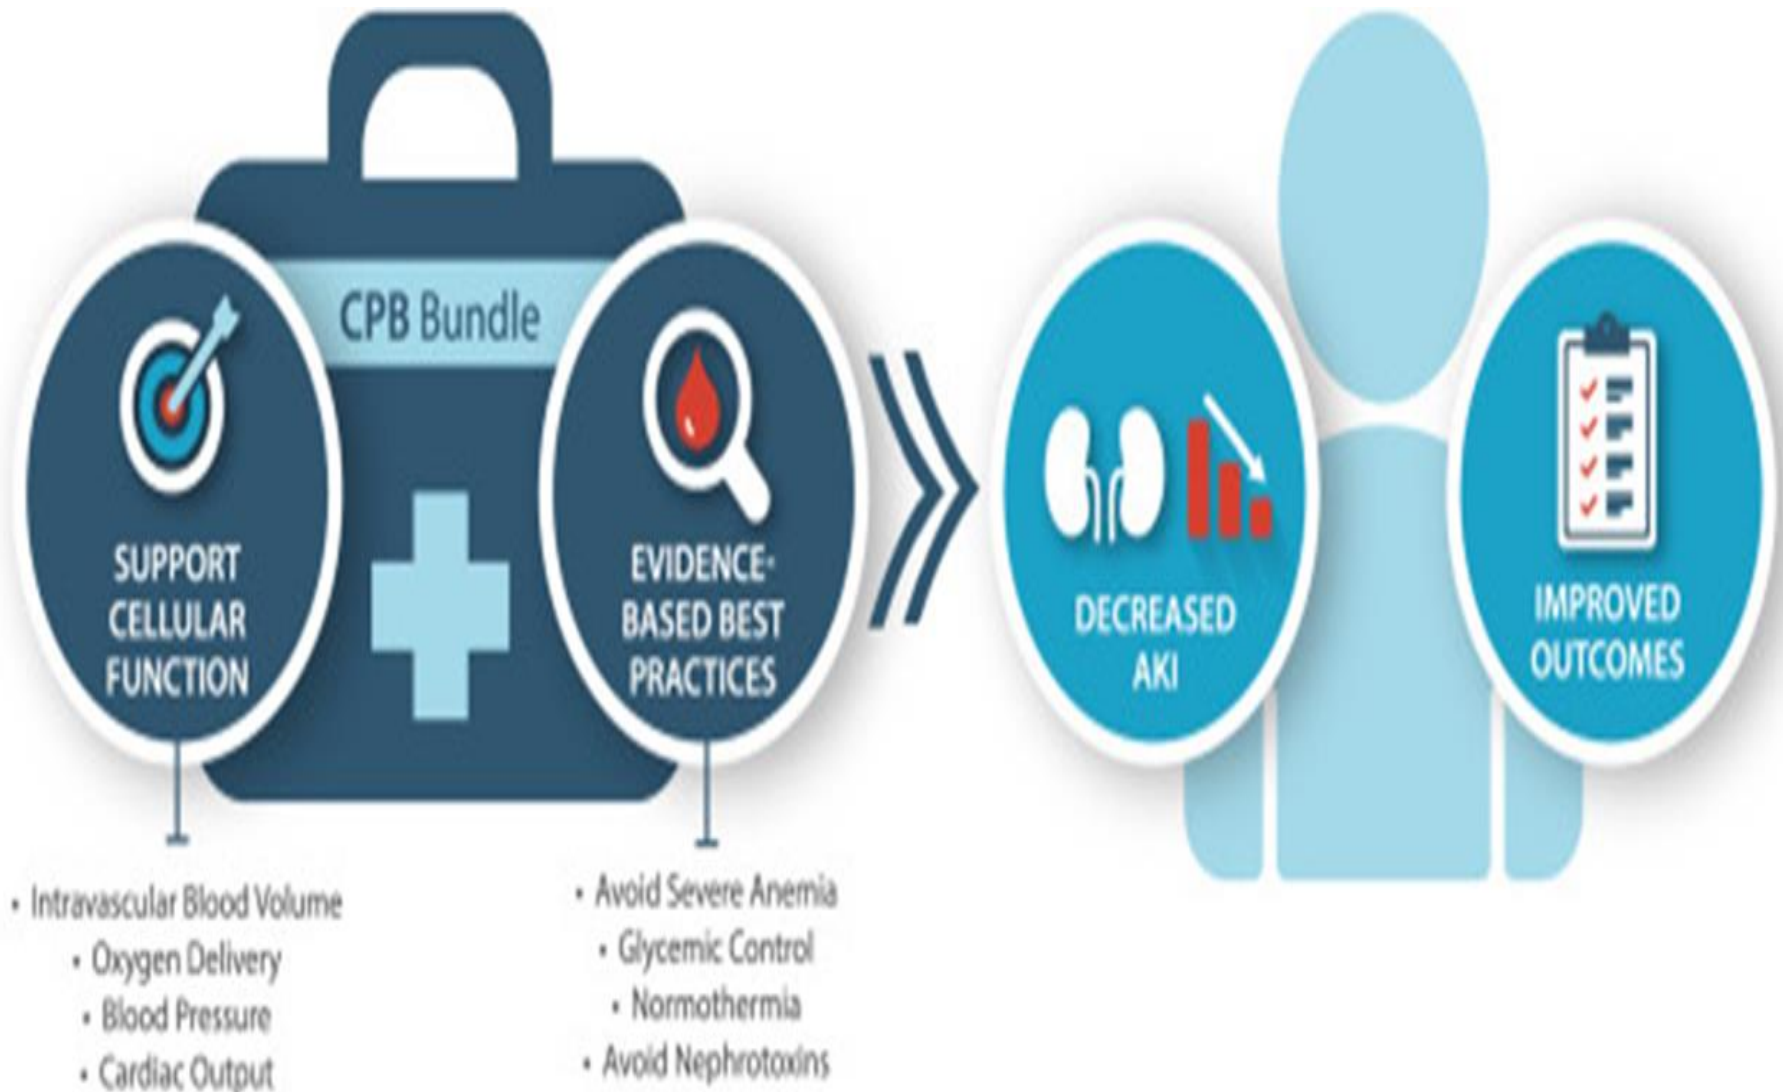 CPB Bundle
SUPPORT
CELLULAR
FUNCTION
EVIDENCE-
BASED BEST
PRACTICES
• Intravascular Blood Volume
• Oxygen Delivery
• Blood Pressure
• Cardiac Output
• Avoid Severe Anemia
• Glycemic Control
• Normothermia
• Avoid Nephrotoxins
DECREASED
AKI
IMPROVED
OUTCOMES